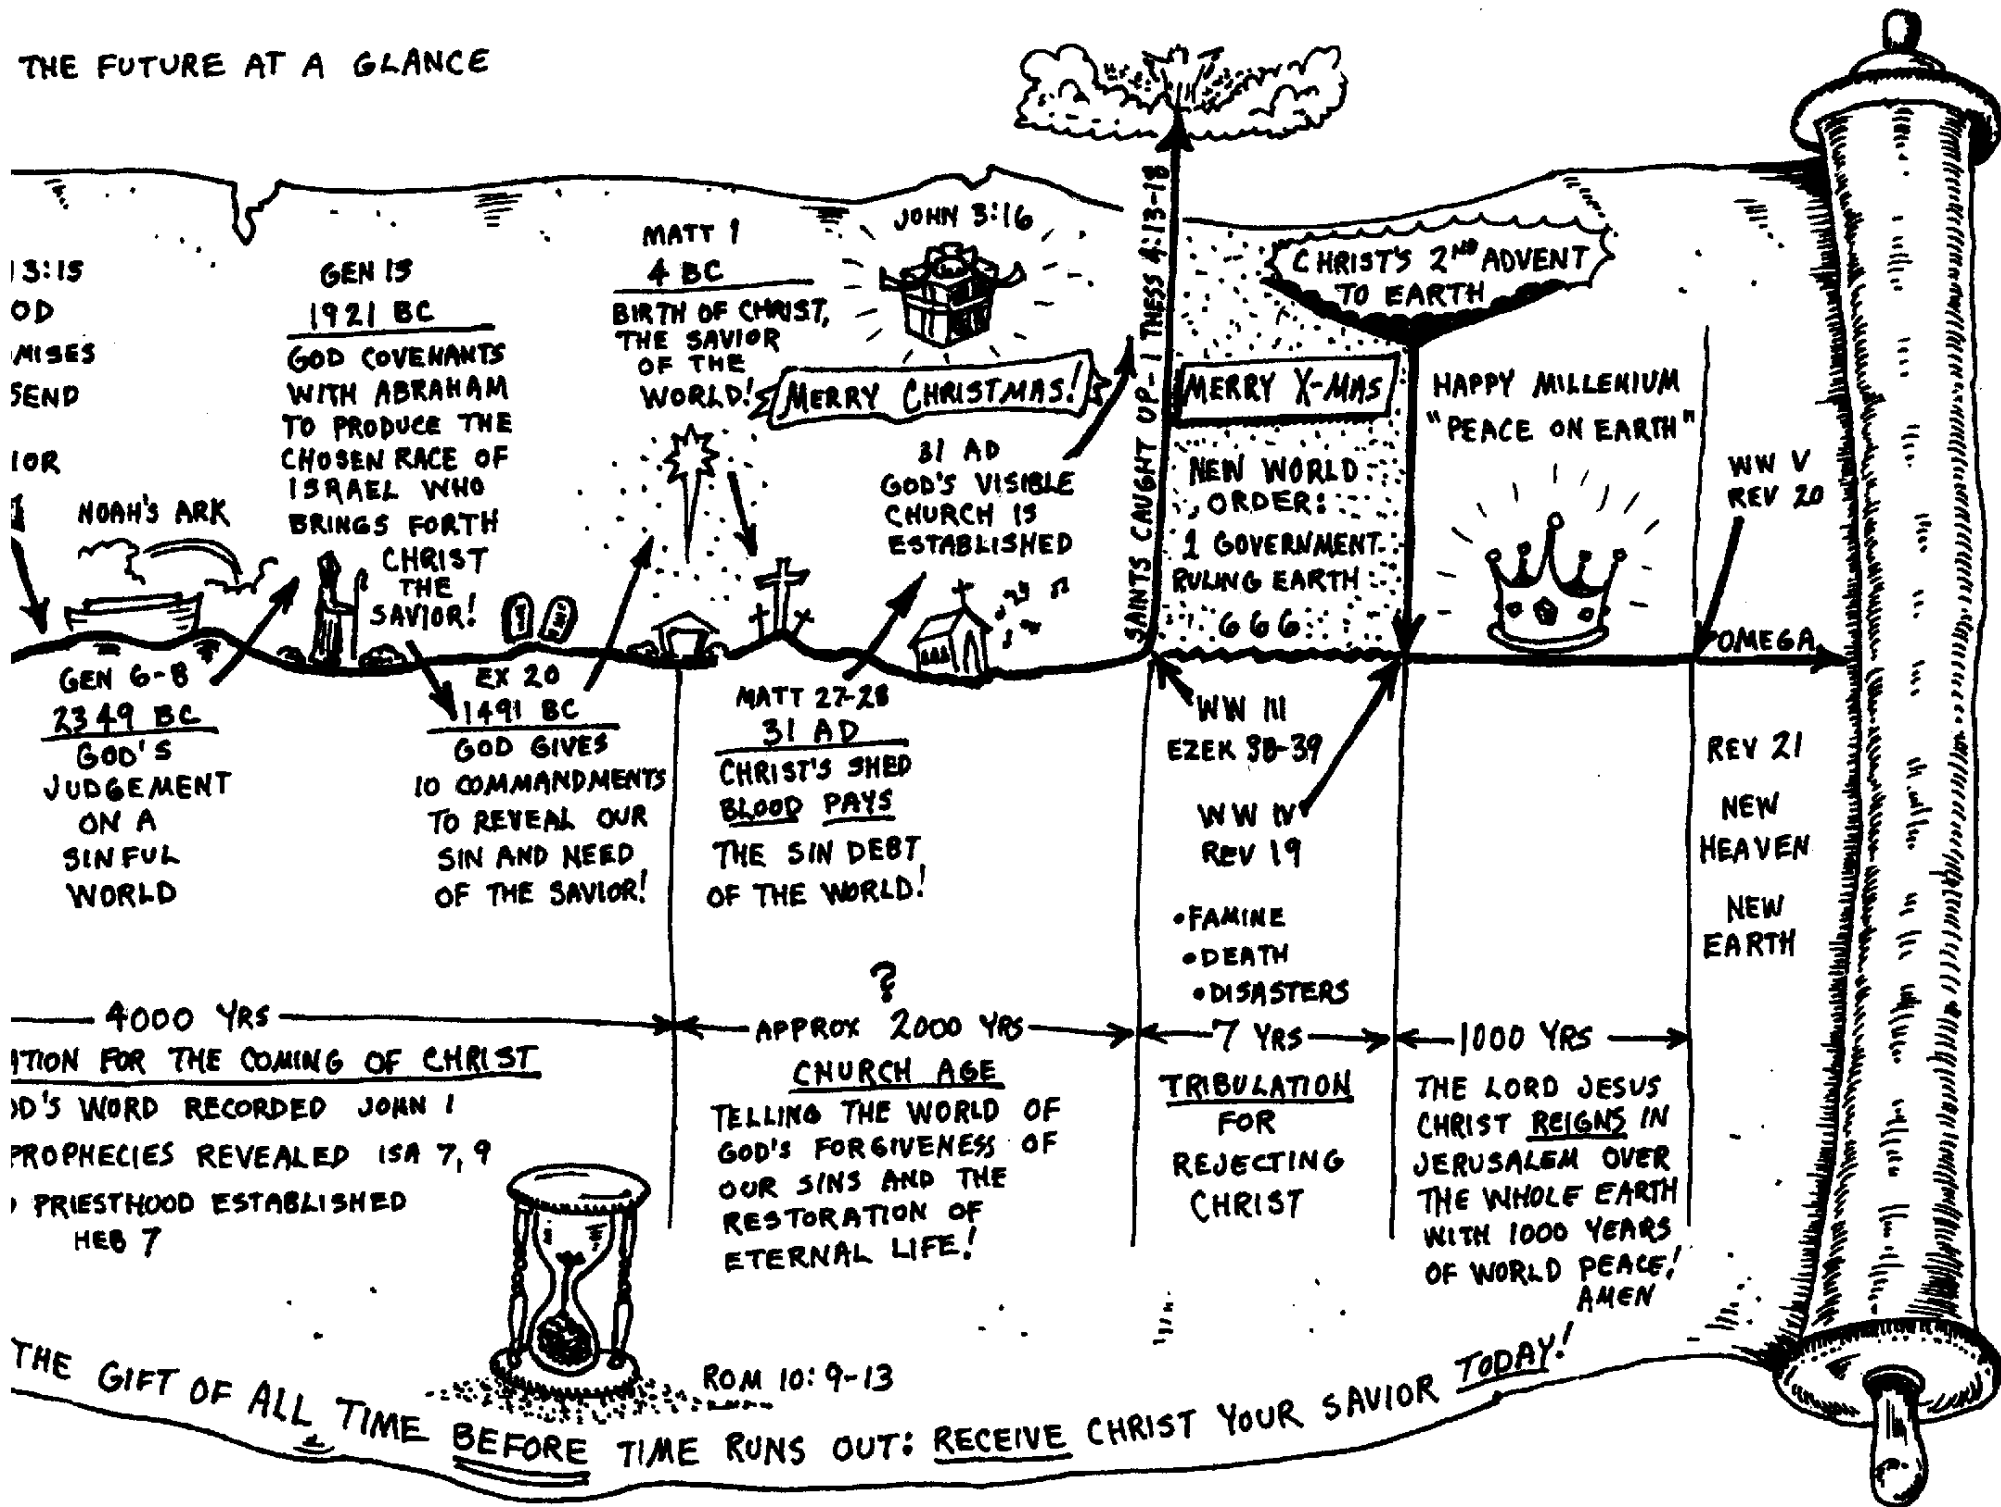 THE FUTURE AT A GLANCE
3:15
OD
MISES
SEND
IOR
NOAH'S ARK
GEN 6-8
2349 BC
GOD'S
JUDGEMENT
ON A
SINFUL
WORLD
GEN 15
1921 BC
GOD COVENANTS
WITH ABRAHAM
TO PRODUCE THE
CHOSEN RACE OF
ISRAEL WHO
BRINGS FORTH
CHRIST
THE
SAVIOR!
EX 20
1491 BC
GOD GIVES
10 COMMANDMENTS
TO REVEAL OUR
SIN AND NEED
OF THE SAVIOR!
MATT 1
4 BC
BIRTH OF CHRIST,
THE SAVIOR
OF THE
WORLD!
JOHN 3:16
MERRY CHRISTMAS!
MATT 27-28
31 AD
CHRIST'S SHED
BLOOD PAYS
THE SIN DEBT
OF THE WORLD!
31 AD
GOD'S VISIBLE
CHURCH IS
ESTABLISHED
SAINTS CAUGHT UP-I THESS 4:13-18
CHRIST'S 2ND ADVENT
TO EARTH
MERRY X-MAS
NEW WORLD
ORDER:
1 GOVERNMENT
RULING EARTH
666
WW III
EZEK 38-39
WW IV
REV 19
•FAMINE
•DEATH
•DISASTERS
HAPPY MILLENIUM
"PEACE ON EARTH"
WW V
REV 20
OMEGA
REV 21
NEW
HEAVEN
NEW
EARTH
4000 YRS
ATION FOR THE COMING OF CHRIST
OD'S WORD RECORDED JOHN 1
PROPHECIES REVEALED ISA 7,9
PRIESTHOOD ESTABLISHED
HEB 7
?
APPROX 2000 YRS
CHURCH AGE
TELLING THE WORLD OF
GOD'S FORGIVENESS OF
OUR SINS AND THE
RESTORATION OF
ETERNAL LIFE!
7 YRS
TRIBULATION
FOR
REJECTING
CHRIST
1000 YRS
THE LORD JESUS
CHRIST REIGNS IN
JERUSALEM OVER
THE WHOLE EARTH
WITH 1000 YEARS
OF WORLD PEACE!
AMEN
ROM 10:9-13
THE GIFT OF ALL TIME BEFORE TIME RUNS OUT: RECEIVE CHRIST YOUR SAVIOR TODAY!